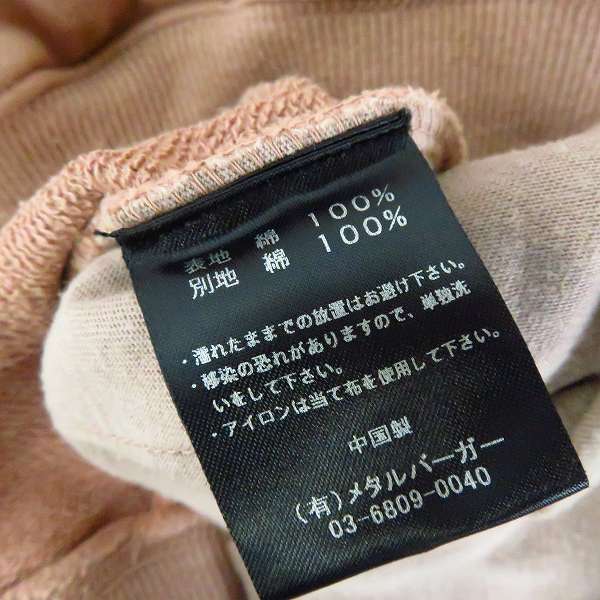 表地 綿 100%
別地 綿 100%
・濡れたままでの放置はお避け下さい。
・移染の恐れがありますので、単独洗
いをして下さい。
・アイロンは当て布を使用して下さい。
中国製
(有)メタルバーガー
03-6809-0040